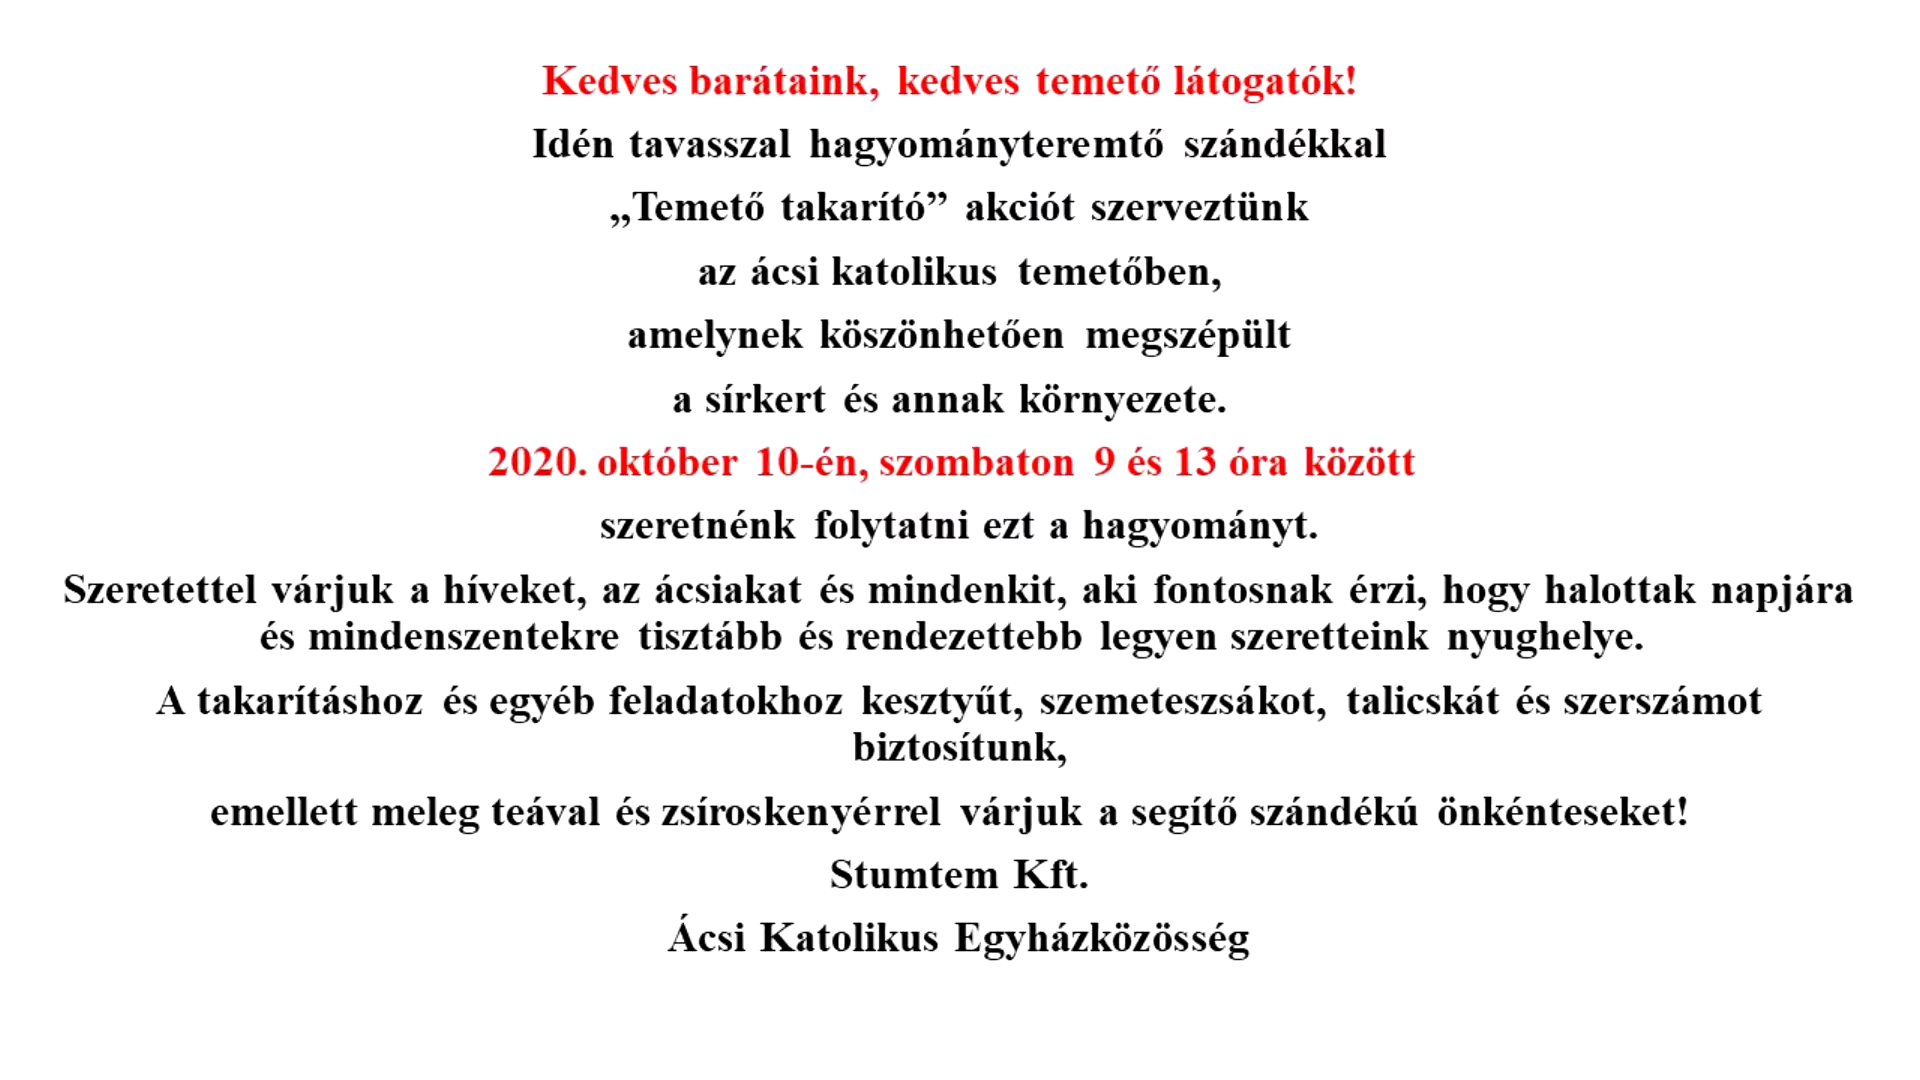 Kedves barátaink, kedves temető látogatók!
Idén tavasszal hagyományteremtő szándékkal
„Temető takarító” akciót szerveztünk
az ácsi katolikus temetőben,
amelynek köszönhetően megszépült
a sírkert és annak környezete.
2020. október 10-én, szombaton 9 és 13 óra között
szeretnénk folytatni ezt a hagyományt.
Szeretettel várjuk a híveket, az ácsiakat és mindenkit, aki fontosnak érzi, hogy halottak napjára
és mindenszentekre tisztább és rendezettebb legyen szeretteink nyughelye.
A takarításhoz és egyéb feladatokhoz kesztyűt, szemeteszsákot, talicskát és szerszámot
biztosítunk,
emellett meleg teával és zsíroskenyérrel várjuk a segítő szándékú önkénteseket!
Stumtem Kft.
Ácsi Katolikus Egyházközösség